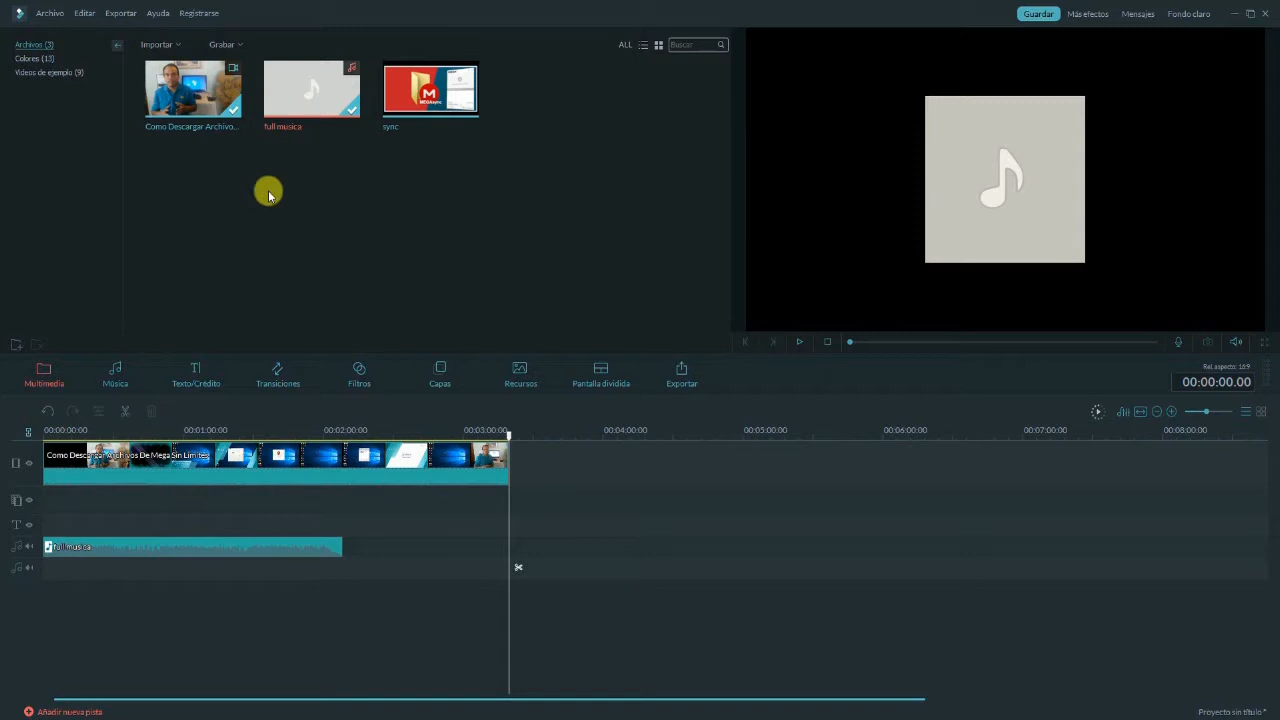 Archivo Editar Exportar Ayuda Registrarse Guardar Más efectos Mensajes Fondo claro
Archivos (3) Importar Grabar ALL Buscar
Colores (13)
Videos de ejemplo (9)
MEGAsync
Como Descargar Archivo... full musica sync
Rel. aspecto: 16:9
Multimedia Música Texto/Crédito Transiciones Filtros Capas Recursos Pantalla dividida Exportar 00:00:00.00
00:00:00:00 00:01:00:00 00:02:00:00 00:03:00:00 00:04:00:00 00:05:00:00 00:06:00:00 00:07:00:00 00:08:00:00
Como Descargar Archivos De Mega Sin Limites
full musica
Añadir nueva pista Proyecto sin título*